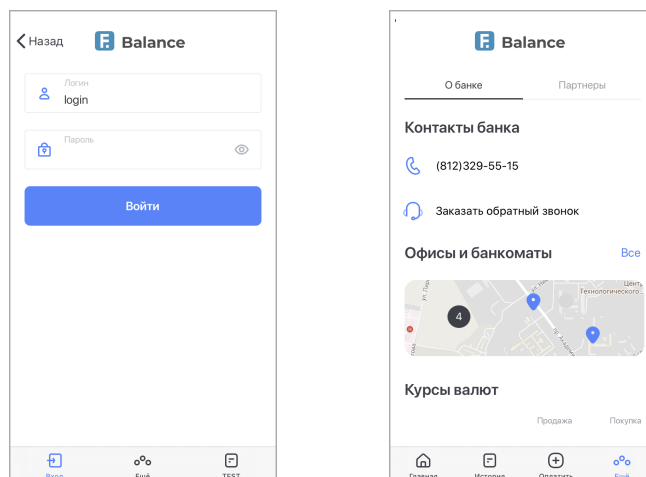 Назад
F. Balance
Логин
login
Пароль
Войти
Вход
Ещё
TEST
F. Balance
О банке
Партнеры
Контакты банка
(812)329-55-15
Заказать обратный звонок
Офисы и банкоматы
Все
4
Технологического...
Курсы валют
Продажа
Покупка
Главная
История
Оплатить
Ещё